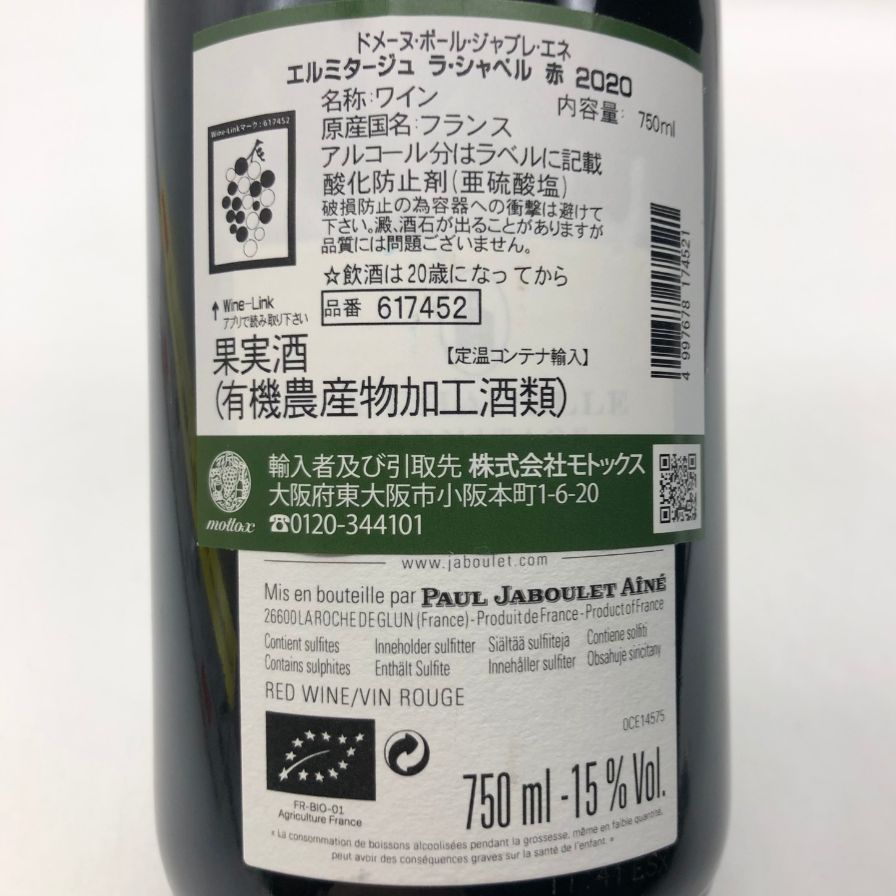 ドメーヌ・ポール・ジャブレ・エネ
エルミタージュ ラ・シャペル 赤 2020
名称:ワイン
内容量: 750ml
原産国名:フランス
アルコール分はラベルに記載
酸化防止剤(亜硫酸塩)
破損防止の為容器への衝撃は避けて
下さい。澱、酒石が出ることがありますが
品質には問題ございません。
☆飲酒は20歳になってから
Wine-Linkマーク:617452
↑ Wine-Link
アプリで読み取り下さい
品番 617452
4 997678 174521
果実酒
【定温コンテナ輸入】
(有機農産物加工酒類)
輸入者及び引取先 株式会社モトックス
大阪府東大阪市小阪本町1-6-20
☎0120-344101
mottox
www.jaboulet.com
Mis en bouteille par PAUL JABOULET AÎNÉ
26600 LA ROCHE DE GLUN (France) - Produit de France - Product of France
Contient sulfites Inneholder sulfitter Siältää sulfiiteja Contiene solfiti
Contains sulphites Enthält Sulfite Innehåller sulfiter Obsahuje siricitany
RED WINE/VIN ROUGE
OCE14575
750 ml - 15 % Vol.
FR-BIO-01
Agriculture France
« La consommation de boissons alcoolisées pendant la grossesse, même en faible quantité,
peut avoir des conséquences graves sur la santé de l'enfant. »